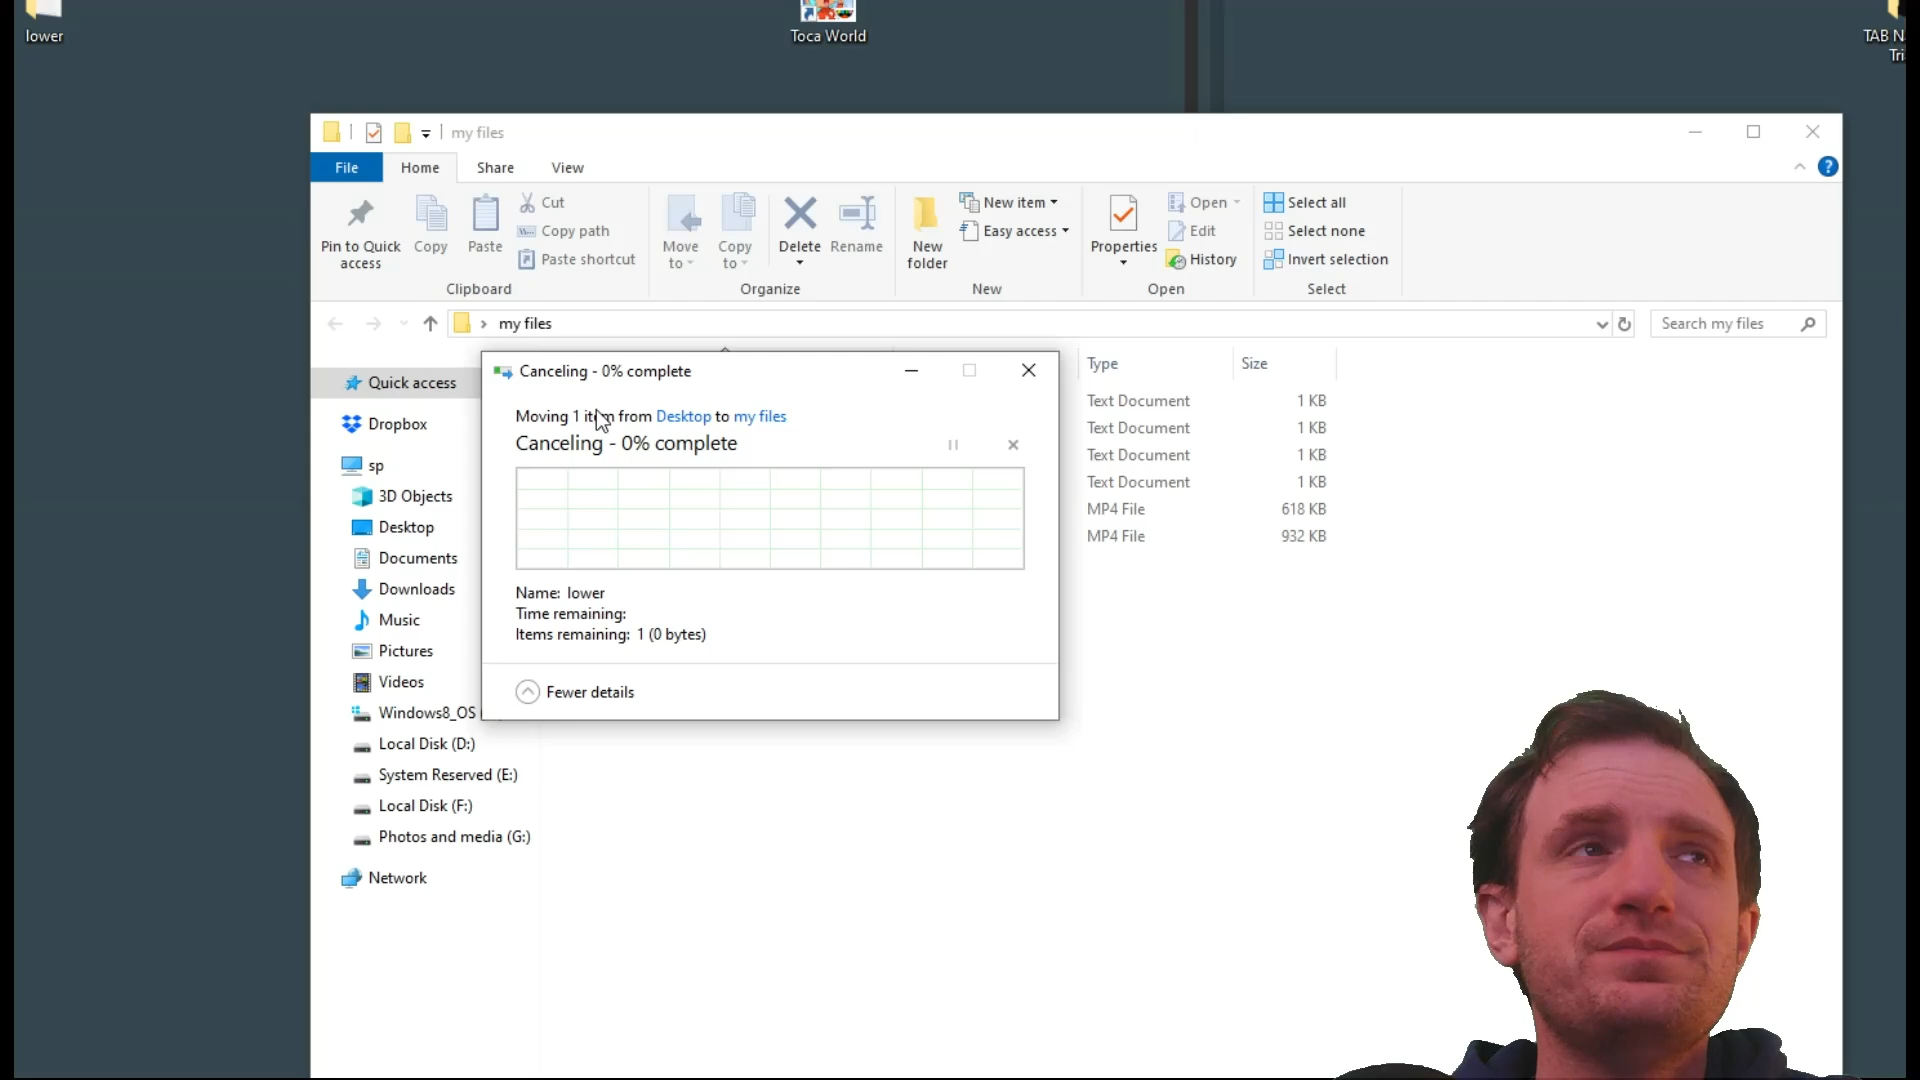 lower
Toca World
TAB N
Tri
my files
File Home Share View
Pin to Quick access
Copy
Paste
Cut
Copy path
Paste shortcut
Clipboard
Move to
Copy to
Delete
Rename
Organize
New folder
New item
Easy access
New
Properties
Open
Edit
History
Open
Select all
Select none
Invert selection
Select
my files
Search my files
Type Size
Text Document 1 KB
Text Document 1 KB
Text Document 1 KB
Text Document 1 KB
MP4 File 618 KB
MP4 File 932 KB
Quick access
Dropbox
sp
3D Objects
Desktop
Documents
Downloads
Music
Pictures
Videos
Windows8_OS
Local Disk (D:)
System Reserved (E:)
Local Disk (F:)
Photos and media (G:)
Network
Canceling - 0% complete
Moving 1 item from Desktop to my files
Canceling - 0% complete
Name: lower
Time remaining:
Items remaining: 1 (0 bytes)
Fewer details